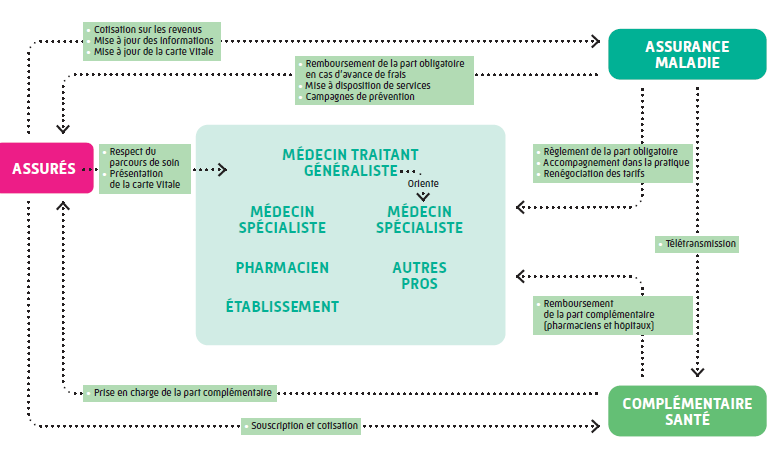 • Cotisation sur les revenus
• Mise à jour des informations
• Mise à jour de la carte Vitale
ASSURANCE
MALADIE
• Remboursement de la part obligatoire
en cas d'avance de frais
• Mise à disposition de services
• Campagnes de prévention
ASSURÉS
• Respect du
parcours de soin
• Présentation
de la carte Vitale
MÉDECIN TRAITANT
GÉNÉRALISTE
Oriente
MÉDECIN
SPÉCIALISTE
MÉDECIN
SPÉCIALISTE
PHARMACIEN
AUTRES
PROS
ÉTABLISSEMENT
• Règlement de la part obligatoire
• Accompagnement dans la pratique
• Renégociation des tarifs
• Télétransmission
• Remboursement
de la part complémentaire
(pharmaciens et hôpitaux)
• Prise en charge de la part complémentaire
• Souscription et cotisation
COMPLÉMENTAIRE
SANTÉ